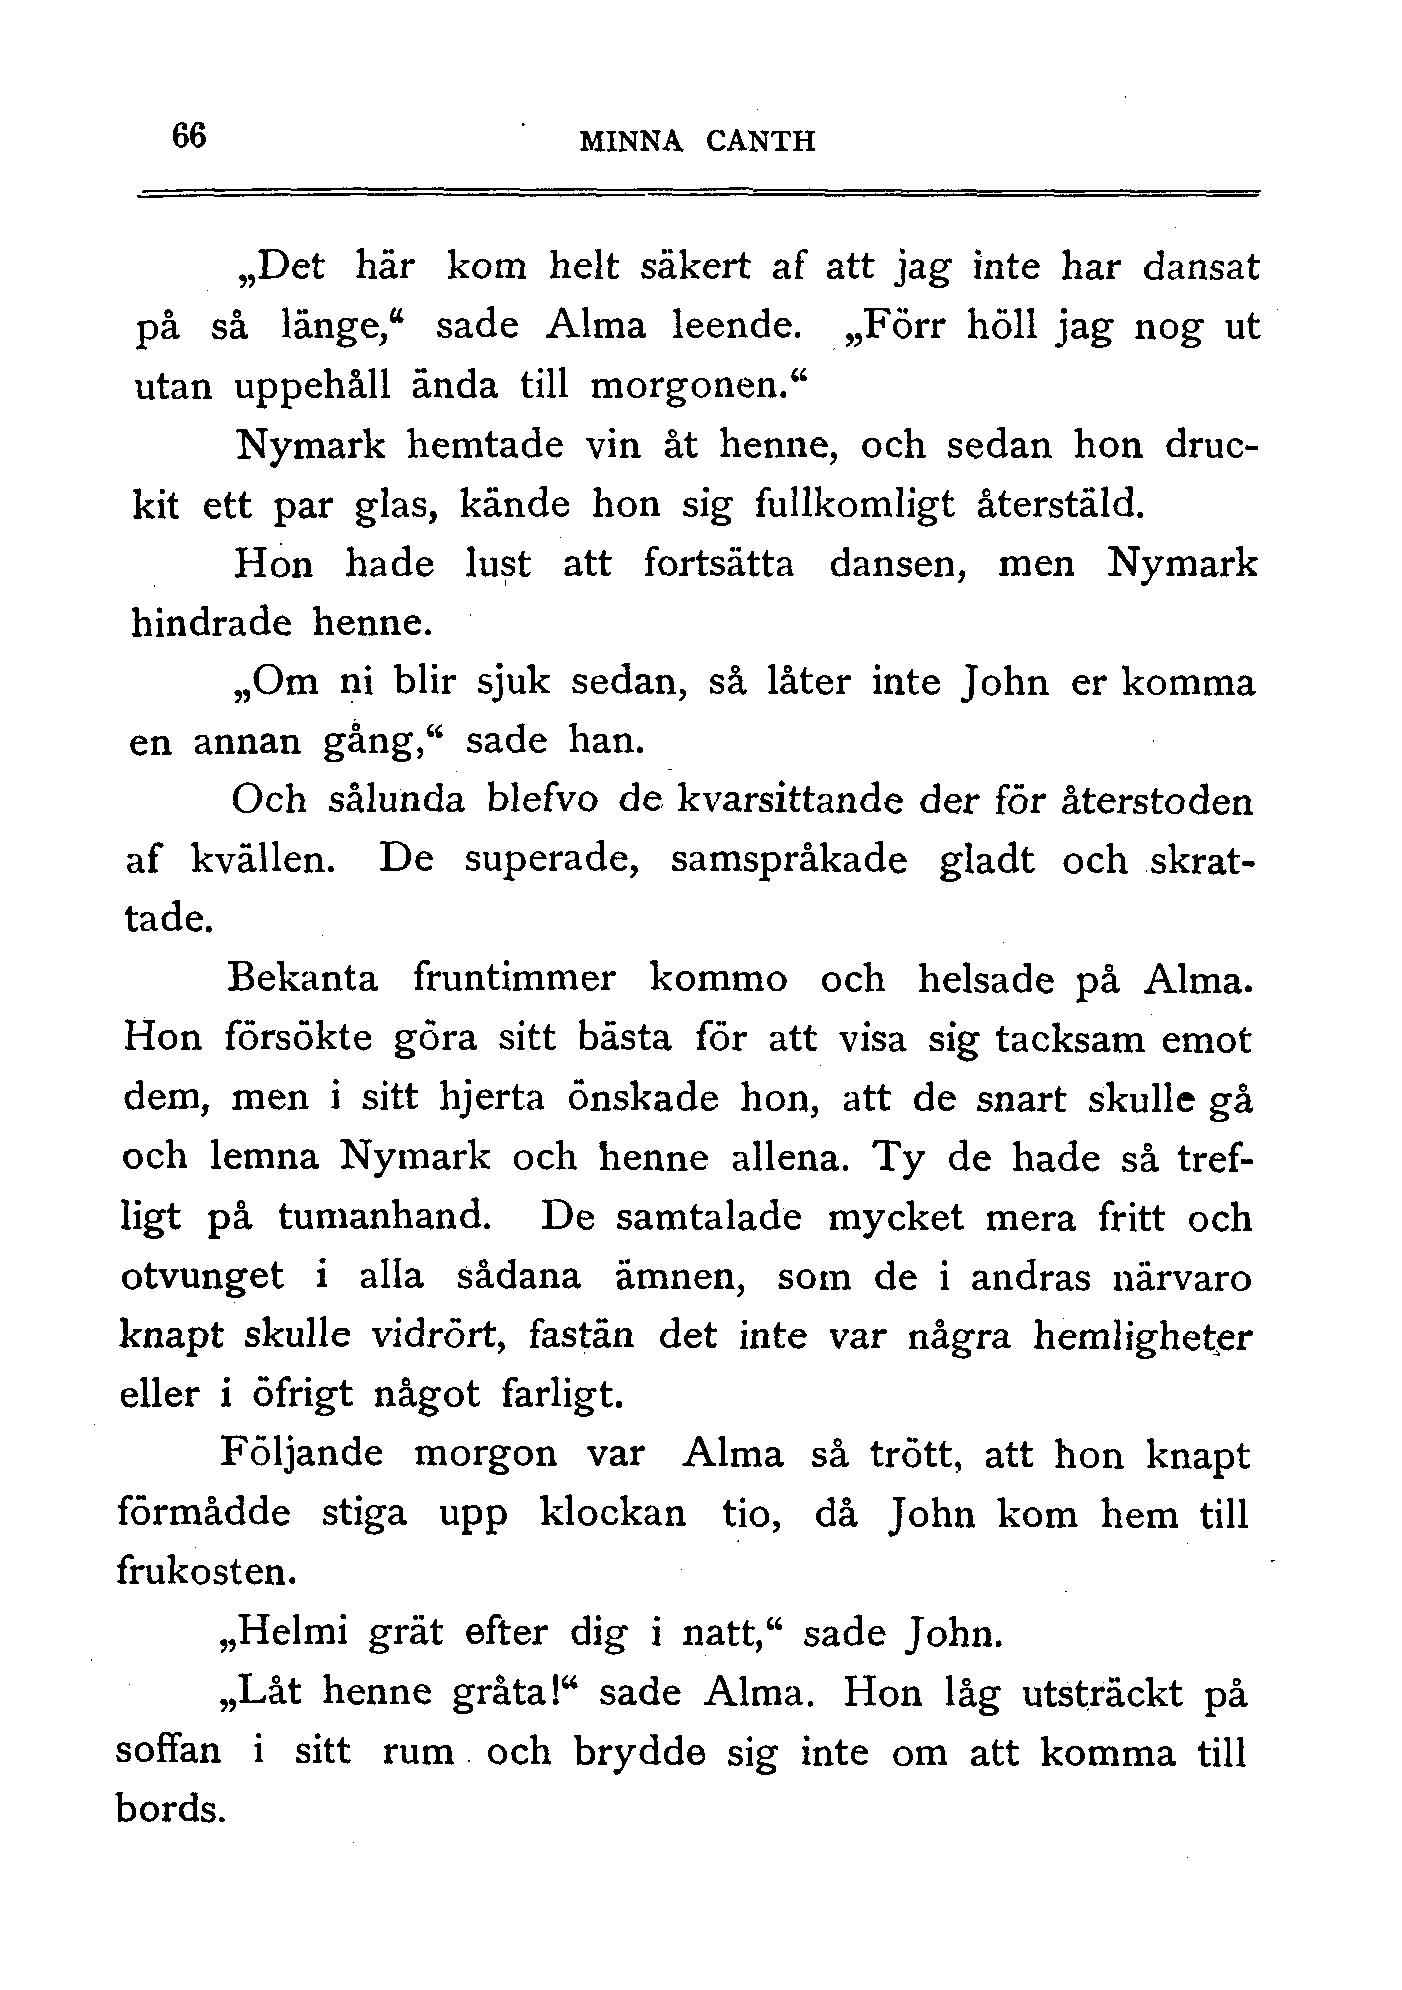 66
MINNA CANTH
„Det här kom helt säkert af att jag inte har dansat
på så länge,“ sade Alma leende. „Förr höll jag nog ut
utan uppehåll ända till morgonen.“
Nymark hemtade vin åt henne, och sedan hon druc-
kit ett par glas, kände hon sig fullkomligt återstäld.
Hon hade lust att fortsätta dansen, men Nymark
hindrade henne.
„Om ni blir sjuk sedan, så låter inte John er komma
en annan gång,“ sade han.
Och sålunda blefvo de kvarsittande der för återstoden
af kvällen. De superade, samspråkade gladt och skrat-
tade.
Bekanta fruntimmer kommo och helsade på Alma.
Hon försökte göra sitt bästa för att visa sig tacksam emot
dem, men i sitt hjerta önskade hon, att de snart skulle gå
och lemna Nymark och henne allena. Ty de hade så tref-
ligt på tumanhand. De samtalade mycket mera fritt och
otvunget i alla sådana ämnen, som de i andras närvaro
knapt skulle vidrört, fastän det inte var några hemligheter
eller i öfrigt något farligt.
Följande morgon var Alma så trött, att hon knapt
förmådde stiga upp klockan tio, då John kom hem till
frukosten.
„Helmi grät efter dig i natt,“ sade John.
„Låt henne gråta!“ sade Alma. Hon låg utsträckt på
soffan i sitt rum och brydde sig inte om att komma till
bords.